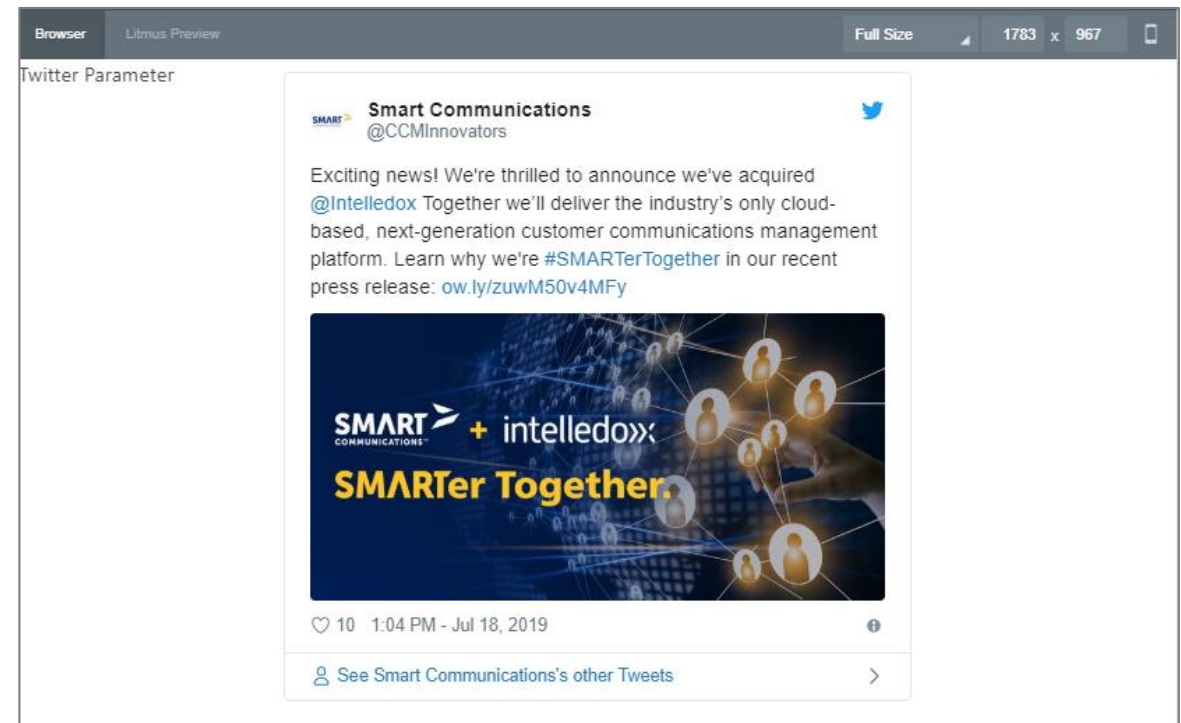 Browser Litmus Preview Full Size 1783 x 967
Twitter Parameter
SMART Smart Communications
@CCMInnovators
Exciting news! We're thrilled to announce we've acquired
@Intelledox Together we’ll deliver the industry’s only cloud-
based, next-generation customer communications management
platform. Learn why we're #SMARTerTogether in our recent
press release: ow.ly/zuwM50v4MFy
SMART + intelledox
COMMUNICATIONS™
SMARTer Together.
10 1:04 PM - Jul 18, 2019
See Smart Communications's other Tweets